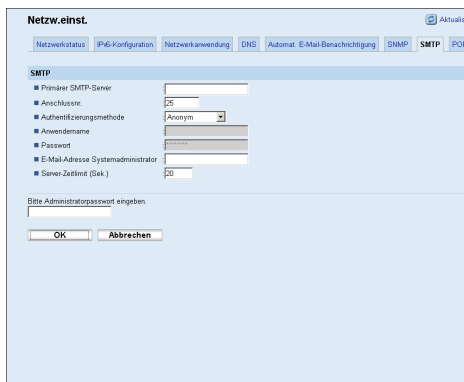 Netzw.einst.
Aktualis
Netzwerkstatus IPv6-Konfiguration Netzwerkanwendung DNS Automat. E-Mail-Benachrichtigung SNMP SMTP POP
SMTP
Primärer SMTP-Server :
Anschlussnr. : 25
Authentifizierungsmethode : Anonym
Anwendername :
Passwort : ********
E-Mail-Adresse Systemadministrator :
Server-Zeitlimit (Sek.) : 20
Bitte Administratorpasswort eingeben.
OK Abbrechen